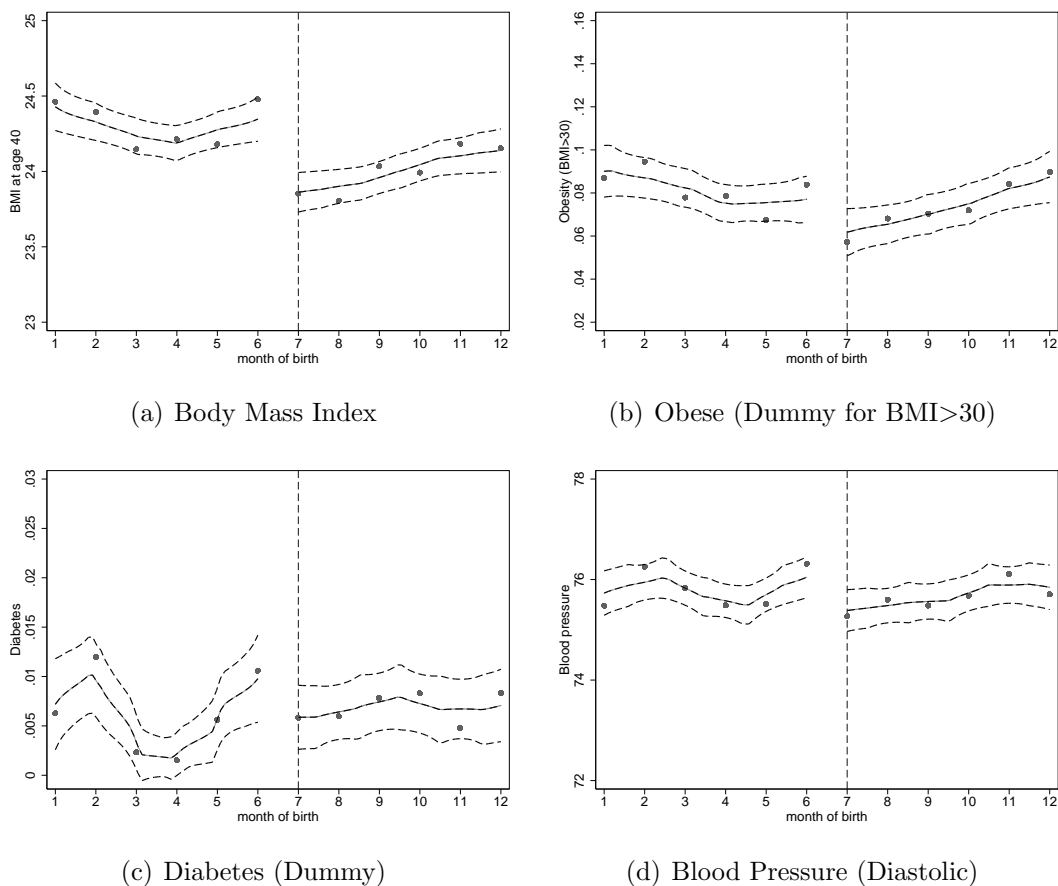 25
24.5
24
23.5
23
BMI at age 40
1 2 3 4 5 6 7 8 9 10 11 12
month of birth
(a) Body Mass Index
.16
.14
.12
.1
.08
.06
.04
.02
Obesity (BMI>30)
1 2 3 4 5 6 7 8 9 10 11 12
month of birth
(b) Obese (Dummy for BMI>30)
.03
.025
.02
.015
.01
.005
0
Diabetes
1 2 3 4 5 6 7 8 9 10 11 12
month of birth
(c) Diabetes (Dummy)
78
76
74
72
Blood pressure
1 2 3 4 5 6 7 8 9 10 11 12
month of birth
(d) Blood Pressure (Diastolic)